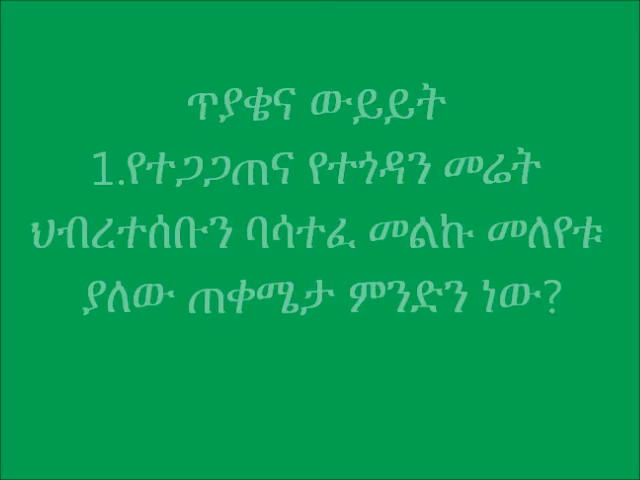 ጥያቄና ውይይት
1.የተጋጋጠና የተጎዳን መሬት
ህብረተሰቡን ባሳተፈ መልኩ መለየቱ
ያለው ጠቀሜታ ምንድን ነው?